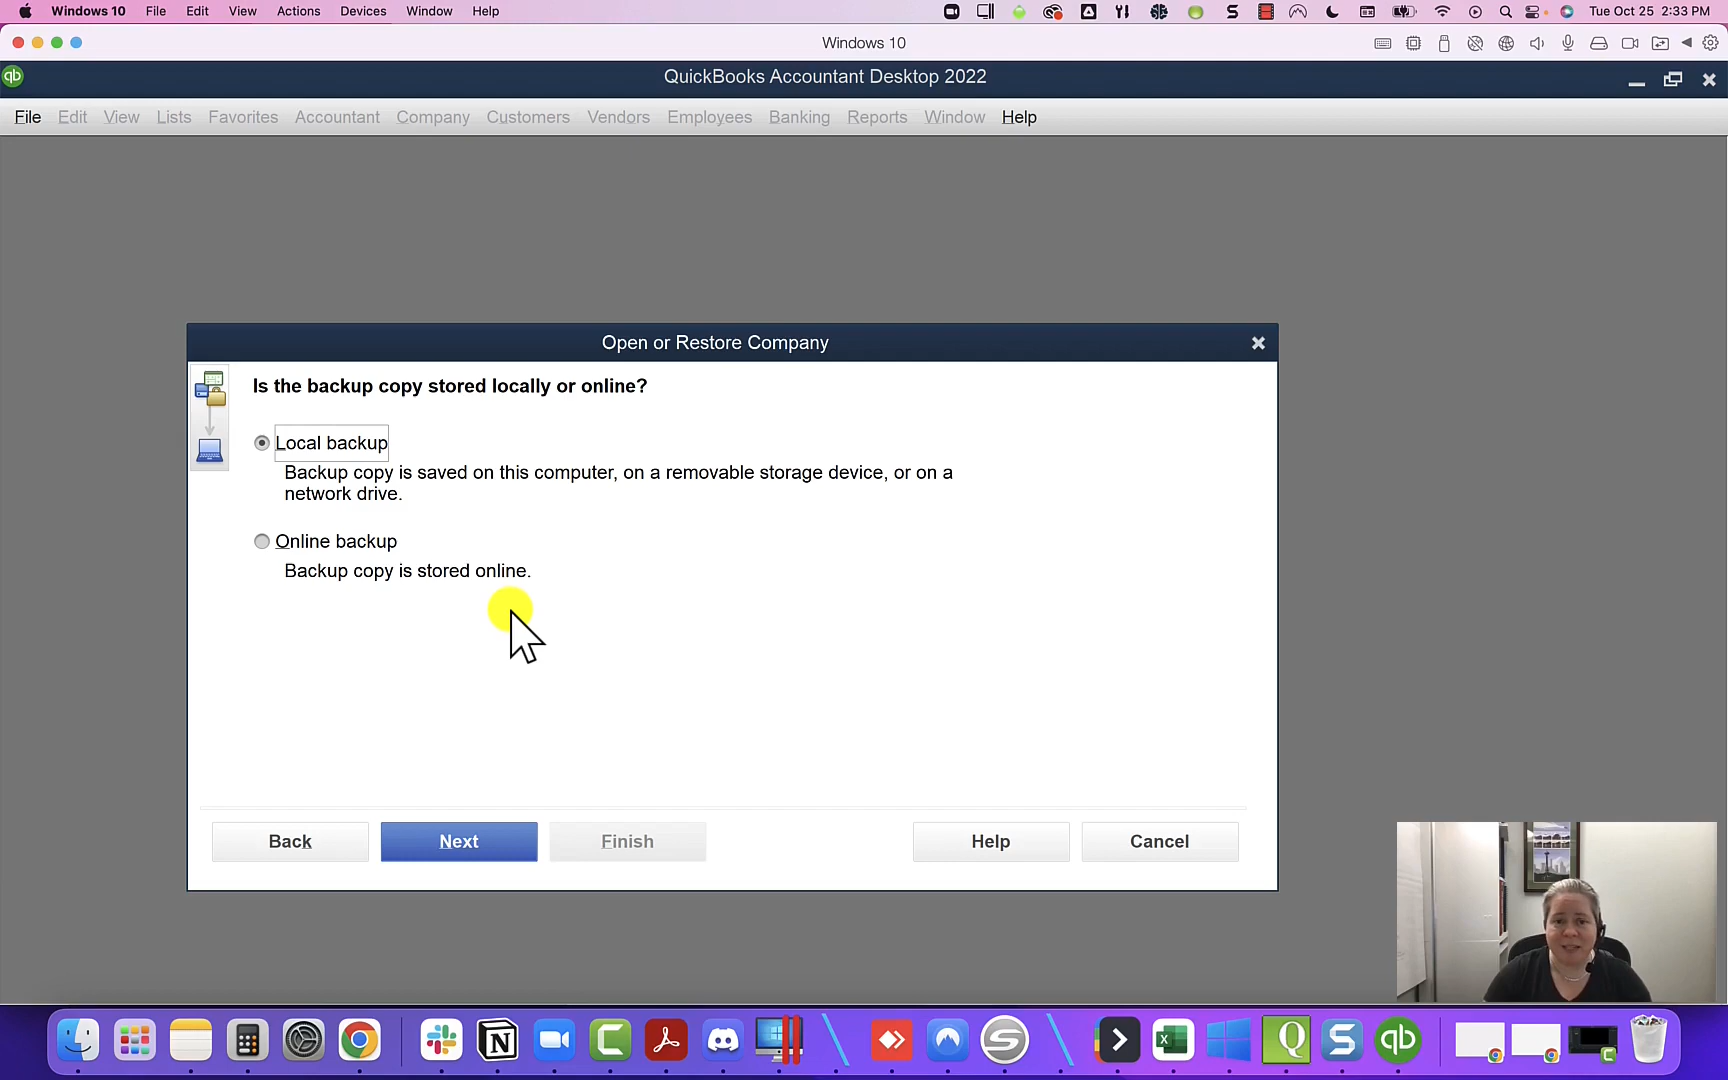 Windows 10 File Edit View Actions Devices Window Help Tue Oct 25 2:33 PM
Windows 10
qb QuickBooks Accountant Desktop 2022
File Edit View Lists Favorites Accountant Company Customers Vendors Employees Banking Reports Window Help
Open or Restore Company
Is the backup copy stored locally or online?
Local backup
Backup copy is saved on this computer, on a removable storage device, or on a
network drive.
Online backup
Backup copy is stored online.
Back Next Finish Help Cancel